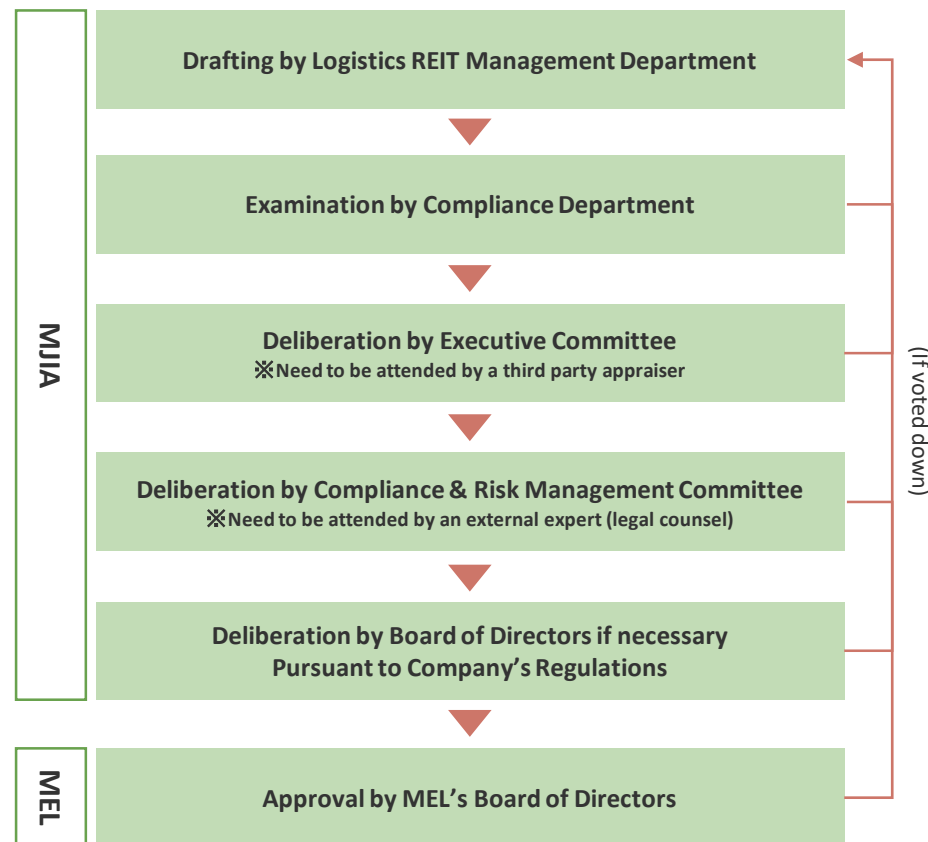 Drafting by Logistics REIT Management Department
Examination by Compliance Department
Deliberation by Executive Committee
※Need to be attended by a third party appraiser
Deliberation by Compliance & Risk Management Committee
※Need to be attended by an external expert (legal counsel)
Deliberation by Board of Directors if necessary
Pursuant to Company’s Regulations
MJIA
(If voted down)
Approval by MEL’s Board of Directors
MEL